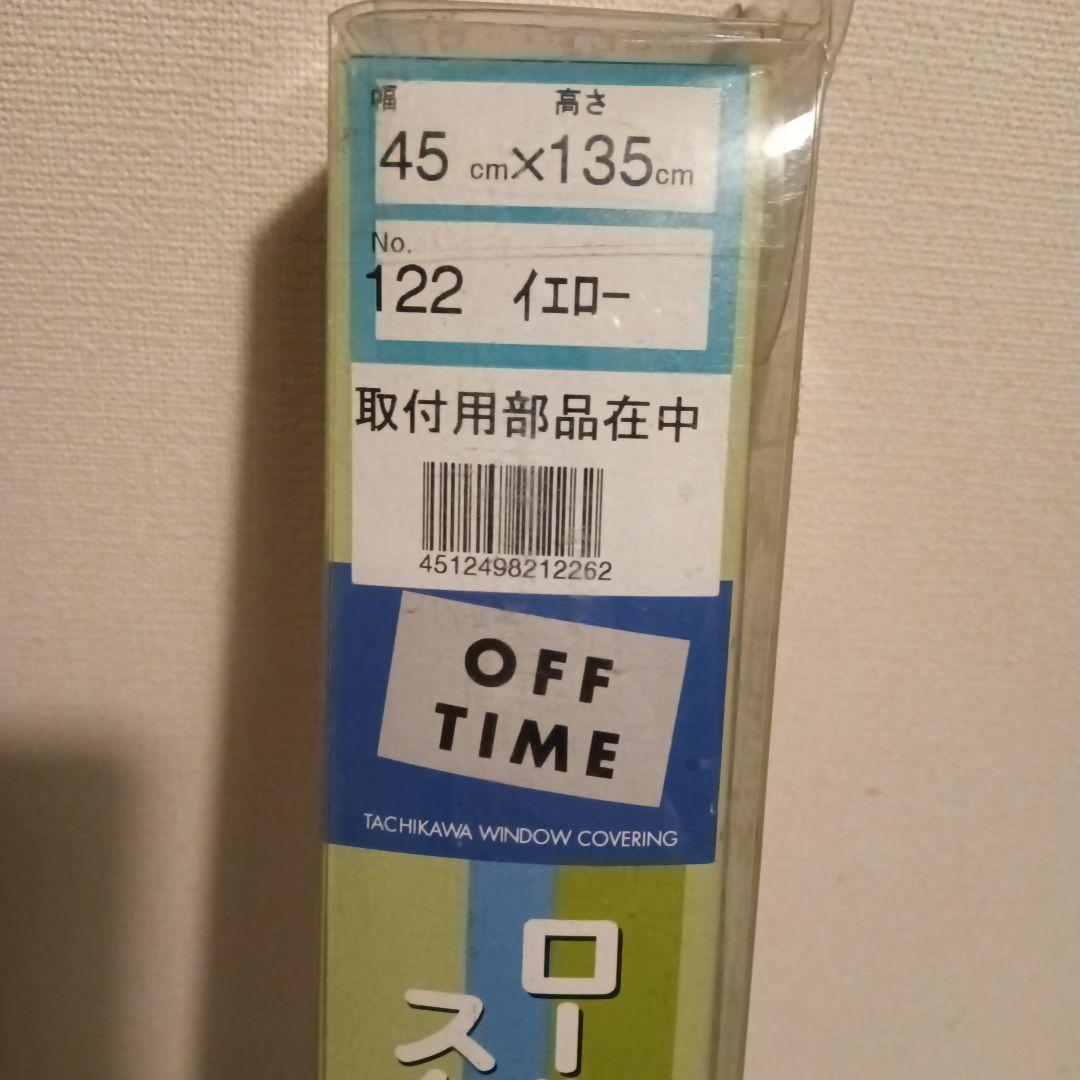 幅 高さ
45 cm×135cm
No.
122 イエロー
取付用部品在中
4512498212262
OFF
TIME
TACHIKAWA WINDOW COVERING
ロー
ス